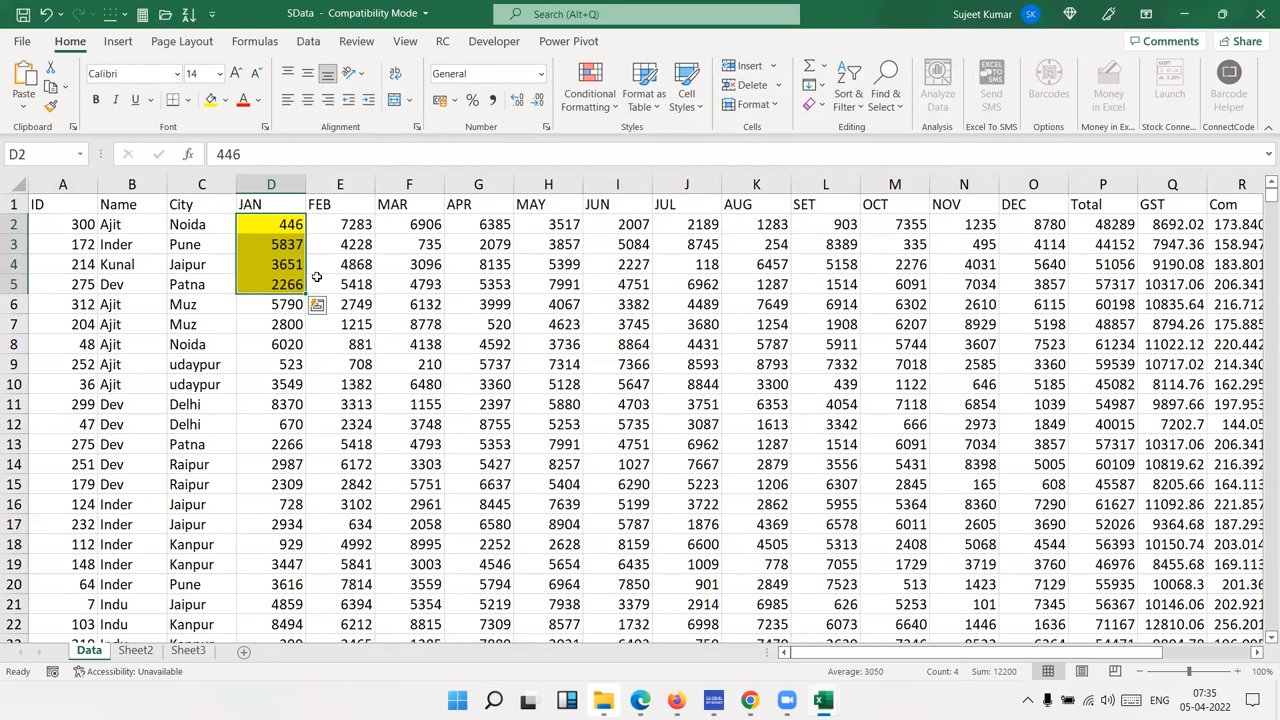 SData - Compatibility Mode
Search (Alt+Q)
Sujeet Kumar SK
File Home Insert Page Layout Formulas Data Review View RC Developer Help Power Pivot
Comments Share
Paste Calibri 14 General Conditional Formatting Format as Table Cell Styles Insert Delete Format Sort & Filter Find & Select Analyze Data Send SMS Barcodes Money in Excel Launch Barcode Helper
Clipboard Font Alignment Number Styles Cells Editing Analysis Excel To SMS Options Money in Ex... Stock Connec... ConnectCode
D2 fx 446
A B C D E F G H I J K L M N O P Q R
1 ID Name City JAN FEB MAR APR MAY JUN JUL AUG SET OCT NOV DEC Total GST Com
2 300 Ajit Noida 446 7283 6906 6385 3517 2007 2189 1283 903 7355 1235 8780 48289 8692.02 173.840
3 172 Inder Pune 5837 4228 735 2079 3857 5084 8745 254 8389 335 495 4114 44152 7947.36 158.947
4 214 Kunal Jaipur 3651 4868 3096 8135 5399 2227 118 6457 5158 2276 4031 5640 51056 9190.08 183.801
5 275 Dev Patna 2266 5418 4793 5353 7991 4751 6962 1287 1514 6091 7034 3857 57317 10317.06 206.341
6 312 Ajit Muz 5790 2749 6132 3999 4067 3382 4489 7649 6914 6302 2610 6115 60198 10835.64 216.712
7 204 Ajit Muz 2800 1215 8778 520 4623 3745 3680 1254 1908 6207 8929 5198 48857 8794.26 175.885
8 48 Ajit Noida 6020 881 4138 4592 3736 8864 4431 5787 5911 5744 3607 7523 61234 11022.12 220.442
9 252 Ajit udaypur 523 708 210 5737 7314 7366 8593 8793 7332 7018 2585 3360 59539 10717.02 214.340
10 36 Ajit udaypur 3549 1382 6480 3360 5128 5647 8844 3300 439 1122 646 5185 45082 8114.76 162.295
11 299 Dev Delhi 8370 3313 1155 2397 5880 4703 3751 6353 4054 7118 6854 1039 54987 9897.66 197.953
12 47 Dev Delhi 670 2324 3748 8755 5253 5735 3087 1613 3342 666 2973 1849 40015 7202.7 144.05
13 275 Dev Patna 2266 5418 4793 5353 7991 4751 6962 1287 1514 6091 7034 3857 57317 10317.06 206.341
14 251 Dev Raipur 2987 6172 3303 5427 8257 1027 7667 2879 3556 5431 8398 5005 60109 10819.62 216.392
15 179 Dev Raipur 2309 2842 5751 6637 5404 6290 5223 1206 6307 2845 165 608 45587 8205.66 164.113
16 124 Inder Jaipur 728 3102 2961 8445 7639 5199 3722 2862 5955 5364 8360 7290 61627 11092.86 221.857
17 232 Inder Jaipur 2934 634 2058 6580 8904 5787 1876 4369 6578 6011 2605 3690 52026 9364.68 187.293
18 112 Inder Kanpur 929 4992 8995 2252 2628 8159 6600 4505 5313 2408 5068 4544 56393 10150.74 203.014
19 148 Inder Kanpur 3447 5841 3003 4546 5654 6435 1009 778 7055 1729 3719 3760 46976 8455.68 169.113
20 64 Inder Pune 3616 7814 3559 5794 6964 7850 901 2849 7523 513 1423 7129 55935 10068.3 201.36
21 7 Indu Jaipur 4859 6394 5354 5219 7938 3379 2914 6985 626 5253 101 7345 56367 10146.06 202.921
22 103 Indu Kanpur 8494 6212 8815 7309 8577 1732 6998 7235 6073 6640 1446 1636 71167 12810.06 256.201
Data Sheet2 Sheet3
Ready Accessibility: Unavailable Average: 3050 Count: 4 Sum: 12200 100%
ENG 07:35
05-04-2022